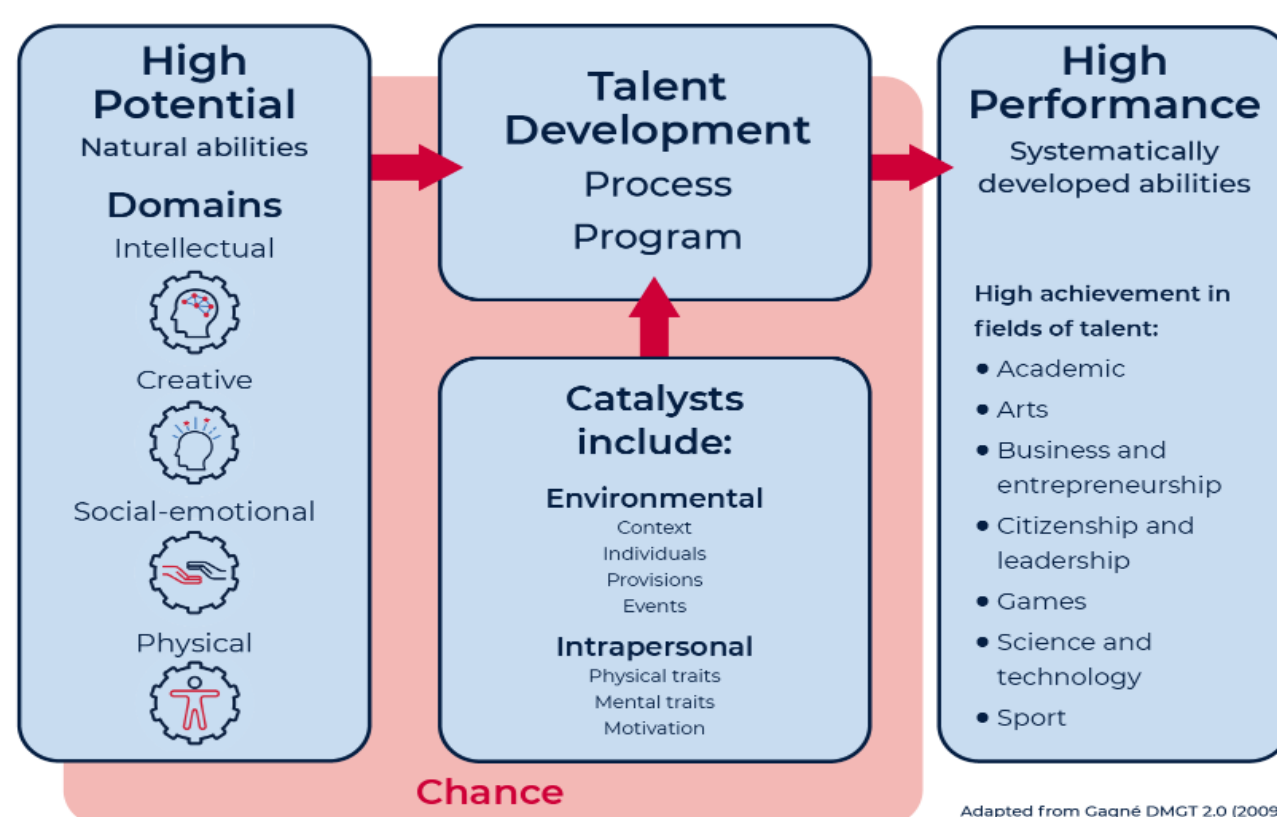 High
Potential
Natural abilities
Domains
Intellectual
Creative
Social-emotional
Physical
Talent
Development
Process
Program
Catalysts
include:
Environmental
Context
Individuals
Provisions
Events
Intrapersonal
Physical traits
Mental traits
Motivation
High
Performance
Systematically
developed abilities
High achievement in
fields of talent:
• Academic
• Arts
• Business and
entrepreneurship
• Citizenship and
leadership
• Games
• Science and
technology
• Sport
Chance
Adapted from Gagné DMGT 2.0 (2009